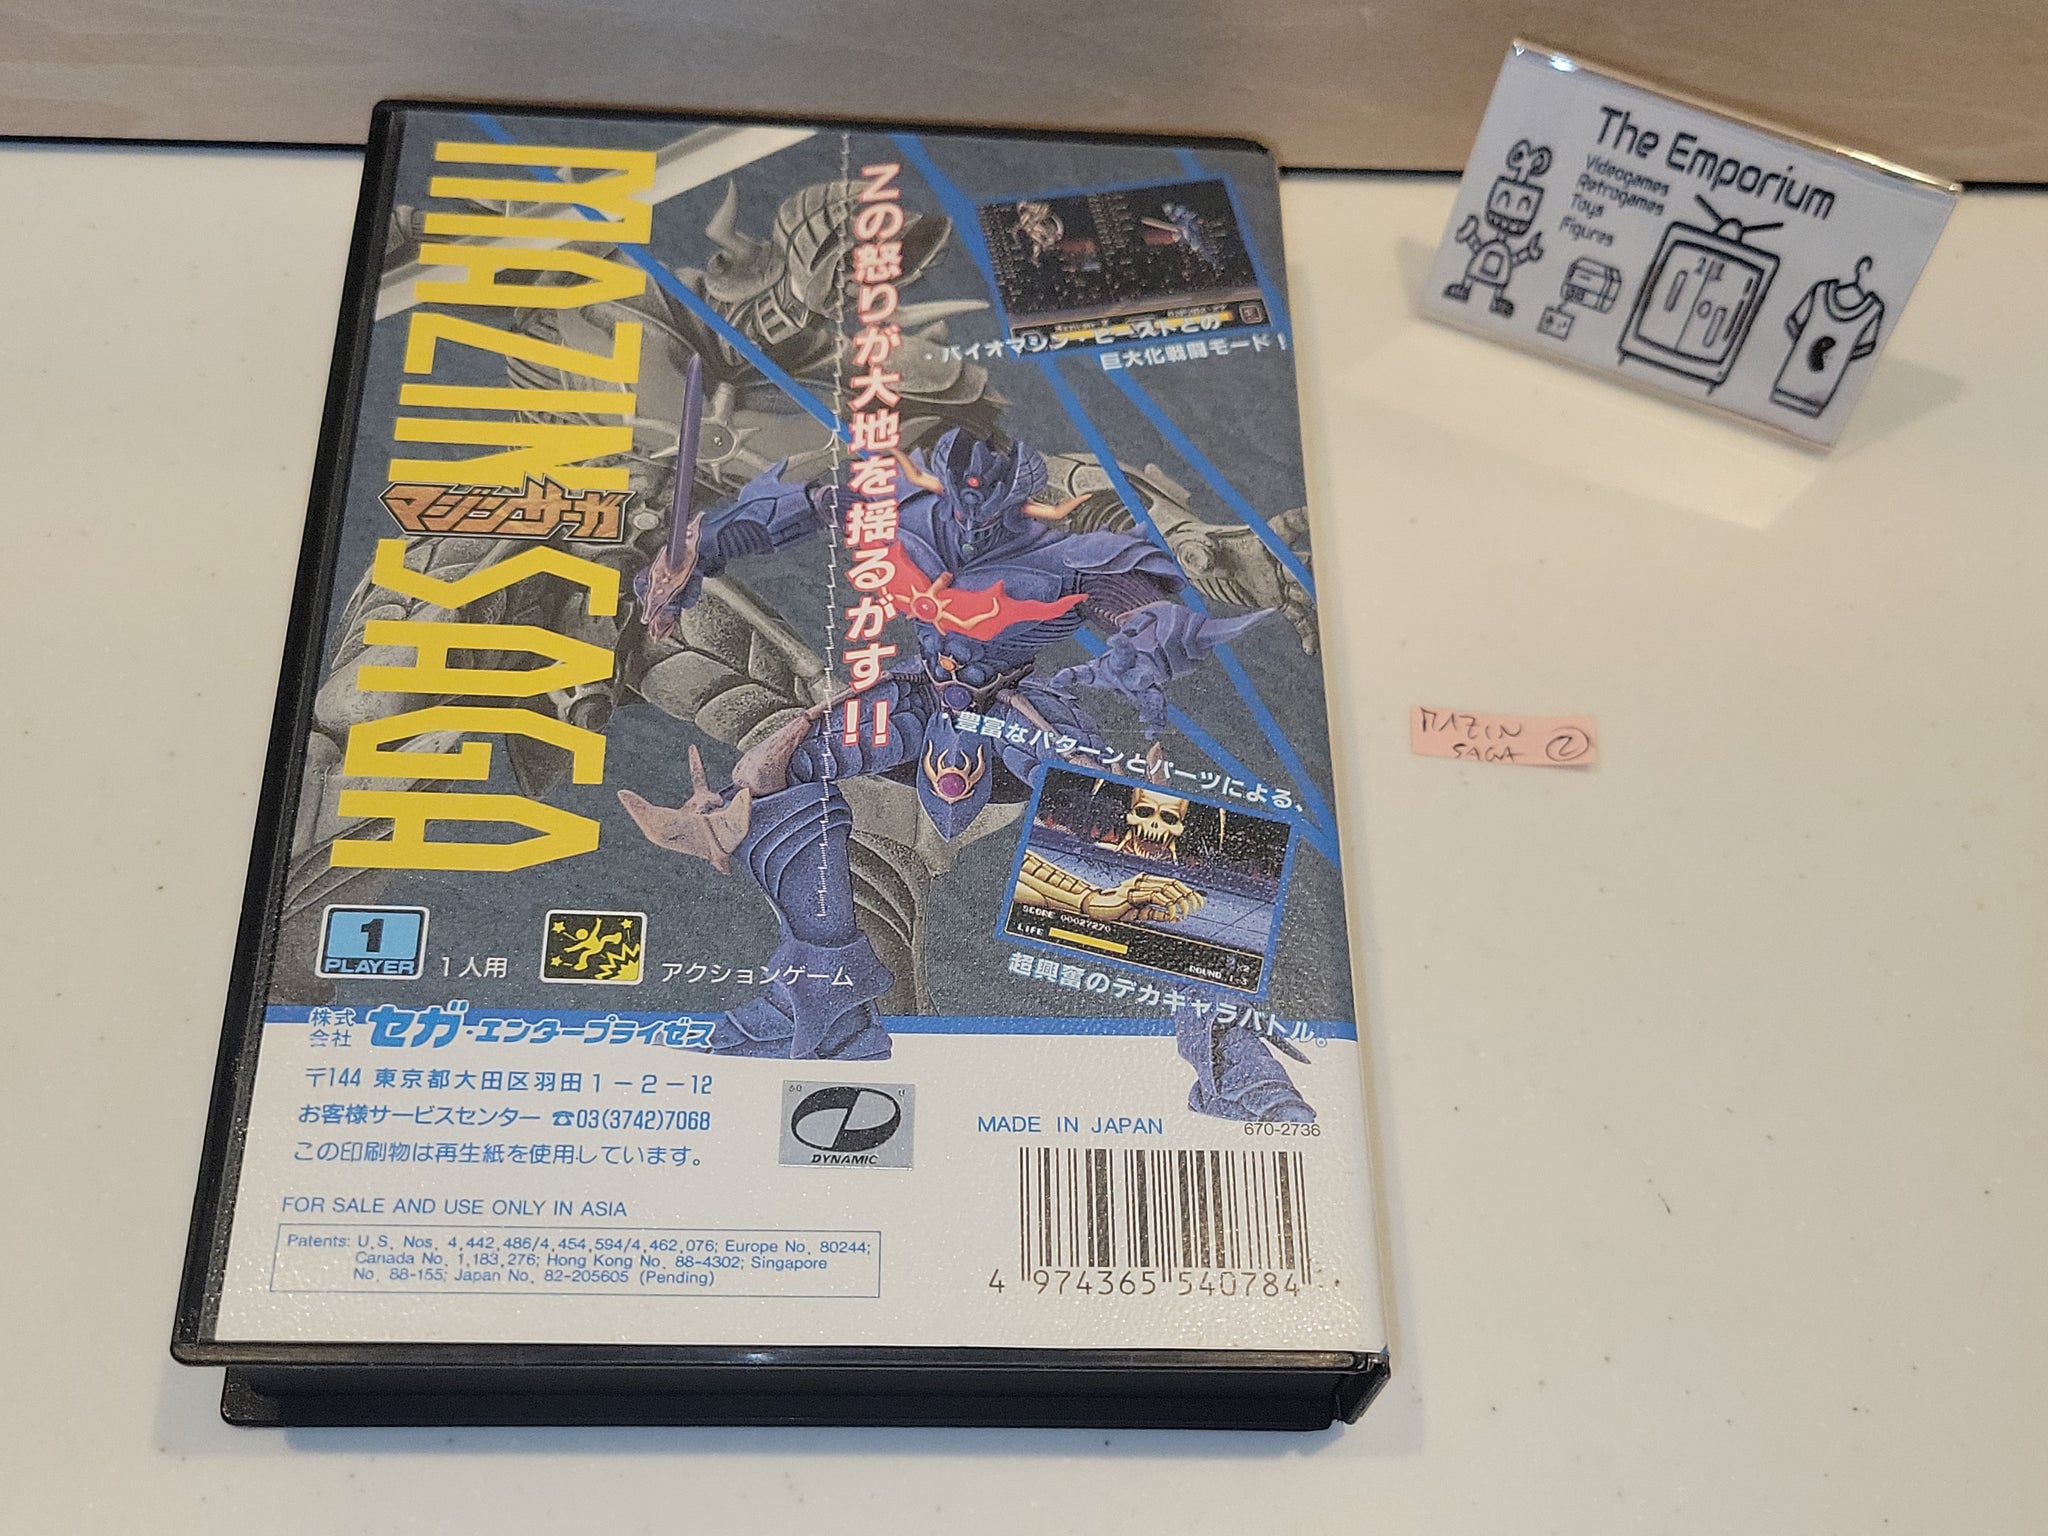 MAZIN SAGA
マジンサーガ
Zの怒りが大地を揺るがす!!
・バイオマジン・ビーストとの
巨大化戦闘モード!
・豊富なパターンとパーツによる、
SCORE 00027270
LIFE
ROUND 1-3
超興奮のデカキャラバトル。
1
PLAYER
1人用
アクションゲーム
株式会社 セガ・エンタープライゼス
〒144 東京都大田区羽田1-2-12
お客様サービスセンター ☎03(3742)7068
この印刷物は再生紙を使用しています。
DYNAMIC
MADE IN JAPAN
670-2736
FOR SALE AND USE ONLY IN ASIA
Patents: U.S. Nos. 4,442,486/4,454,594/4,462,076; Europe No. 80244;
Canada No. 1,183,276; Hong Kong No. 88-4302; Singapore
No. 88-155; Japan No. 82-205605 (Pending)
4 974365 540784
The Emporium
Videogames
Retrogames
Toys
Figures
MAZIN
SAGA 2